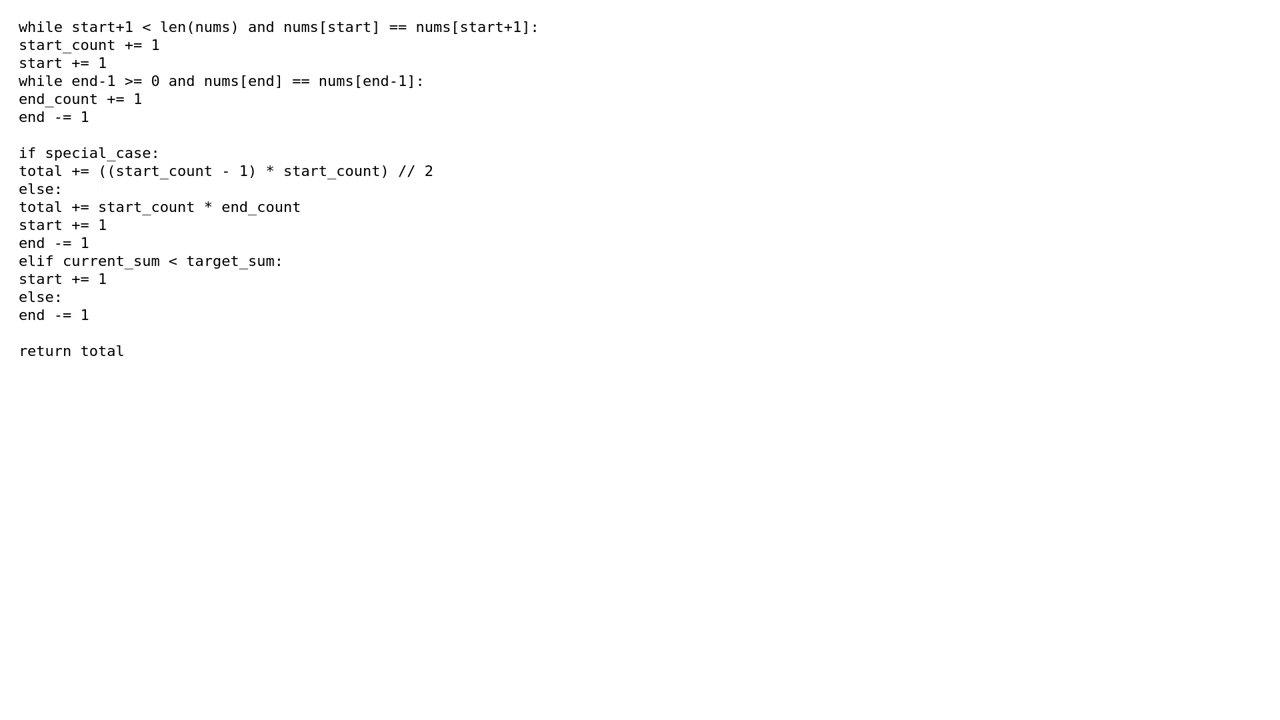 while start+1 < len(nums) and nums[start] == nums[start+1]:
start_count += 1
start += 1
while end-1 >= 0 and nums[end] == nums[end-1]:
end_count += 1
end -= 1

if special_case:
total += ((start_count - 1) * start_count) // 2
else:
total += start_count * end_count
start += 1
end -= 1
elif current_sum < target_sum:
start += 1
else:
end -= 1

return total